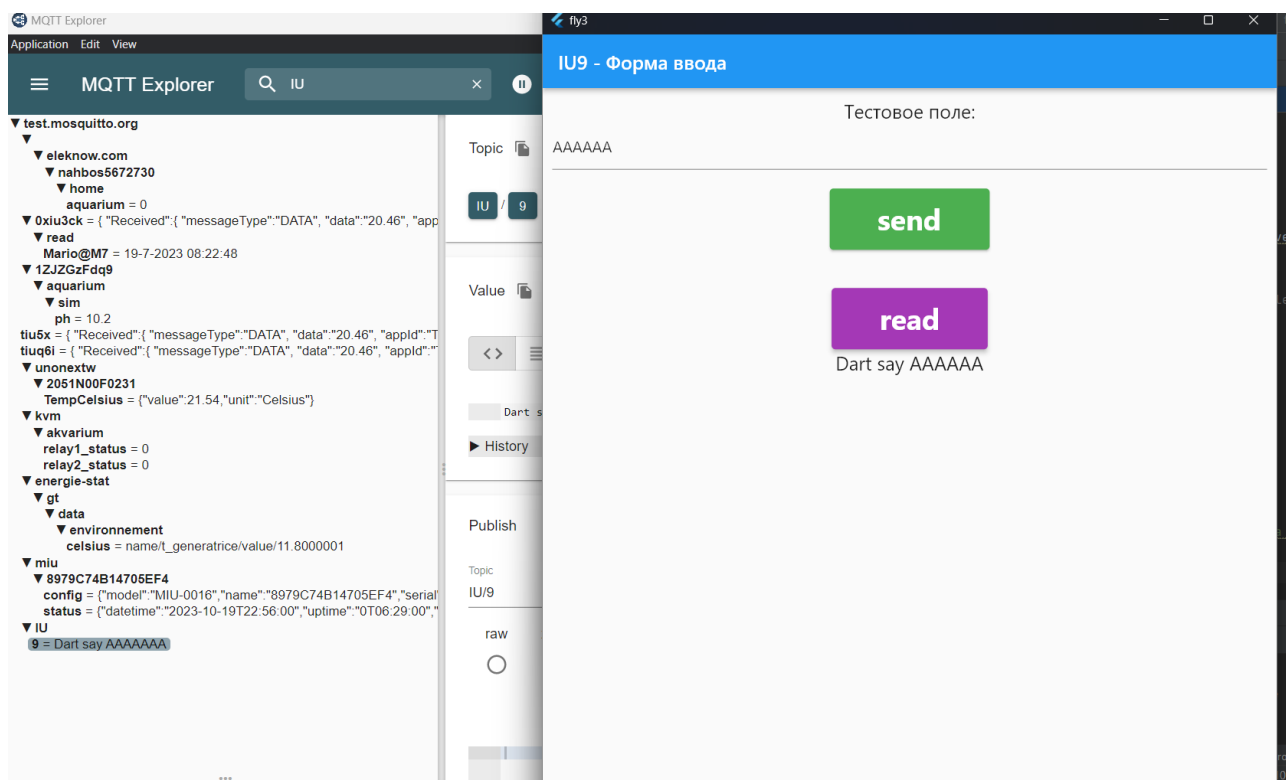 MQTT Explorer
Application Edit View
MQTT Explorer
IU
test.mosquitto.org
eleknow.com
nahbos5672730
home
aquarium = 0
0xiu3ck = { "Received":{ "messageType":"DATA", "data":"20.46", "app
read
Mario@M7 = 19-7-2023 08:22:48
1ZJZGzFdq9
aquarium
sim
ph = 10.2
tiu5x = { "Received":{ "messageType":"DATA", "data":"20.46", "appId":"T
tiuq6i = { "Received":{ "messageType":"DATA", "data":"20.46", "appId":"
unonextw
2051N00F0231
TempCelsius = {"value":21.54,"unit":"Celsius"}
kvm
akvarium
relay1_status = 0
relay2_status = 0
energie-stat
gt
data
environnement
celsius = name/t_generatrice/value/11.8000001
miu
8979C74B14705EF4
config = {"model":"MIU-0016","name":"8979C74B14705EF4","serial
status = {"datetime":"2023-10-19T22:56:00","uptime":"0T06:29:00","
IU
9 = Dart say AAAAAAA
Topic
IU / 9
Value
Dart s
History
Publish
Topic
IU/9
raw
fly3
IU9 - Форма ввода
Тестовое поле:
AAAAAA
send
read
Dart say AAAAAA